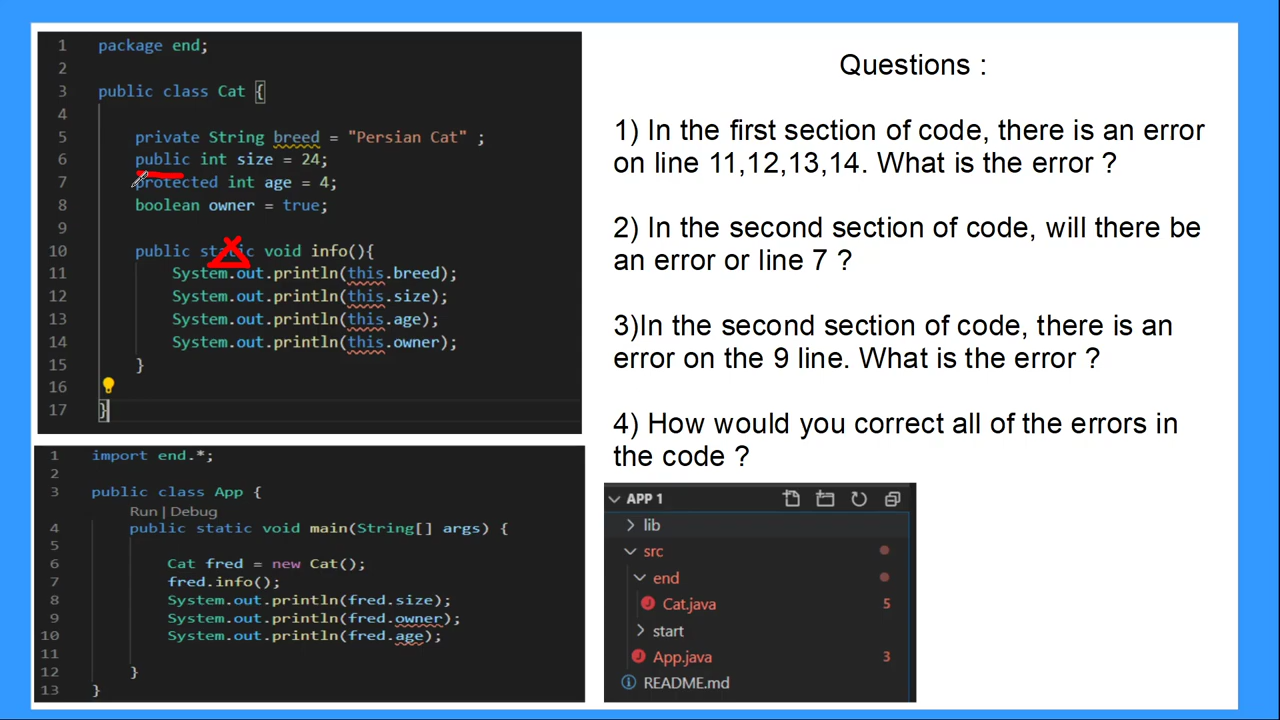 1 package end;
2
3 public class Cat {
4
5 private String breed = "Persian Cat" ;
6 public int size = 24;
7 protected int age = 4;
8 boolean owner = true;
9
10 public static void info(){
11 System.out.println(this.breed);
12 System.out.println(this.size);
13 System.out.println(this.age);
14 System.out.println(this.owner);
15 }
16
17 }
1 import end.*;
2
3 public class App {
Run | Debug
4 public static void main(String[] args) {
5
6 Cat fred = new Cat();
7 fred.info();
8 System.out.println(fred.size);
9 System.out.println(fred.owner);
10 System.out.println(fred.age);
11
12 }
13 }
Questions :
1) In the first section of code, there is an error
on line 11,12,13,14. What is the error ?
2) In the second section of code, will there be
an error or line 7 ?
3)In the second section of code, there is an
error on the 9 line. What is the error ?
4) How would you correct all of the errors in
the code ?
APP 1
lib
src
end
J Cat.java 5
start
J App.java 3
README.md